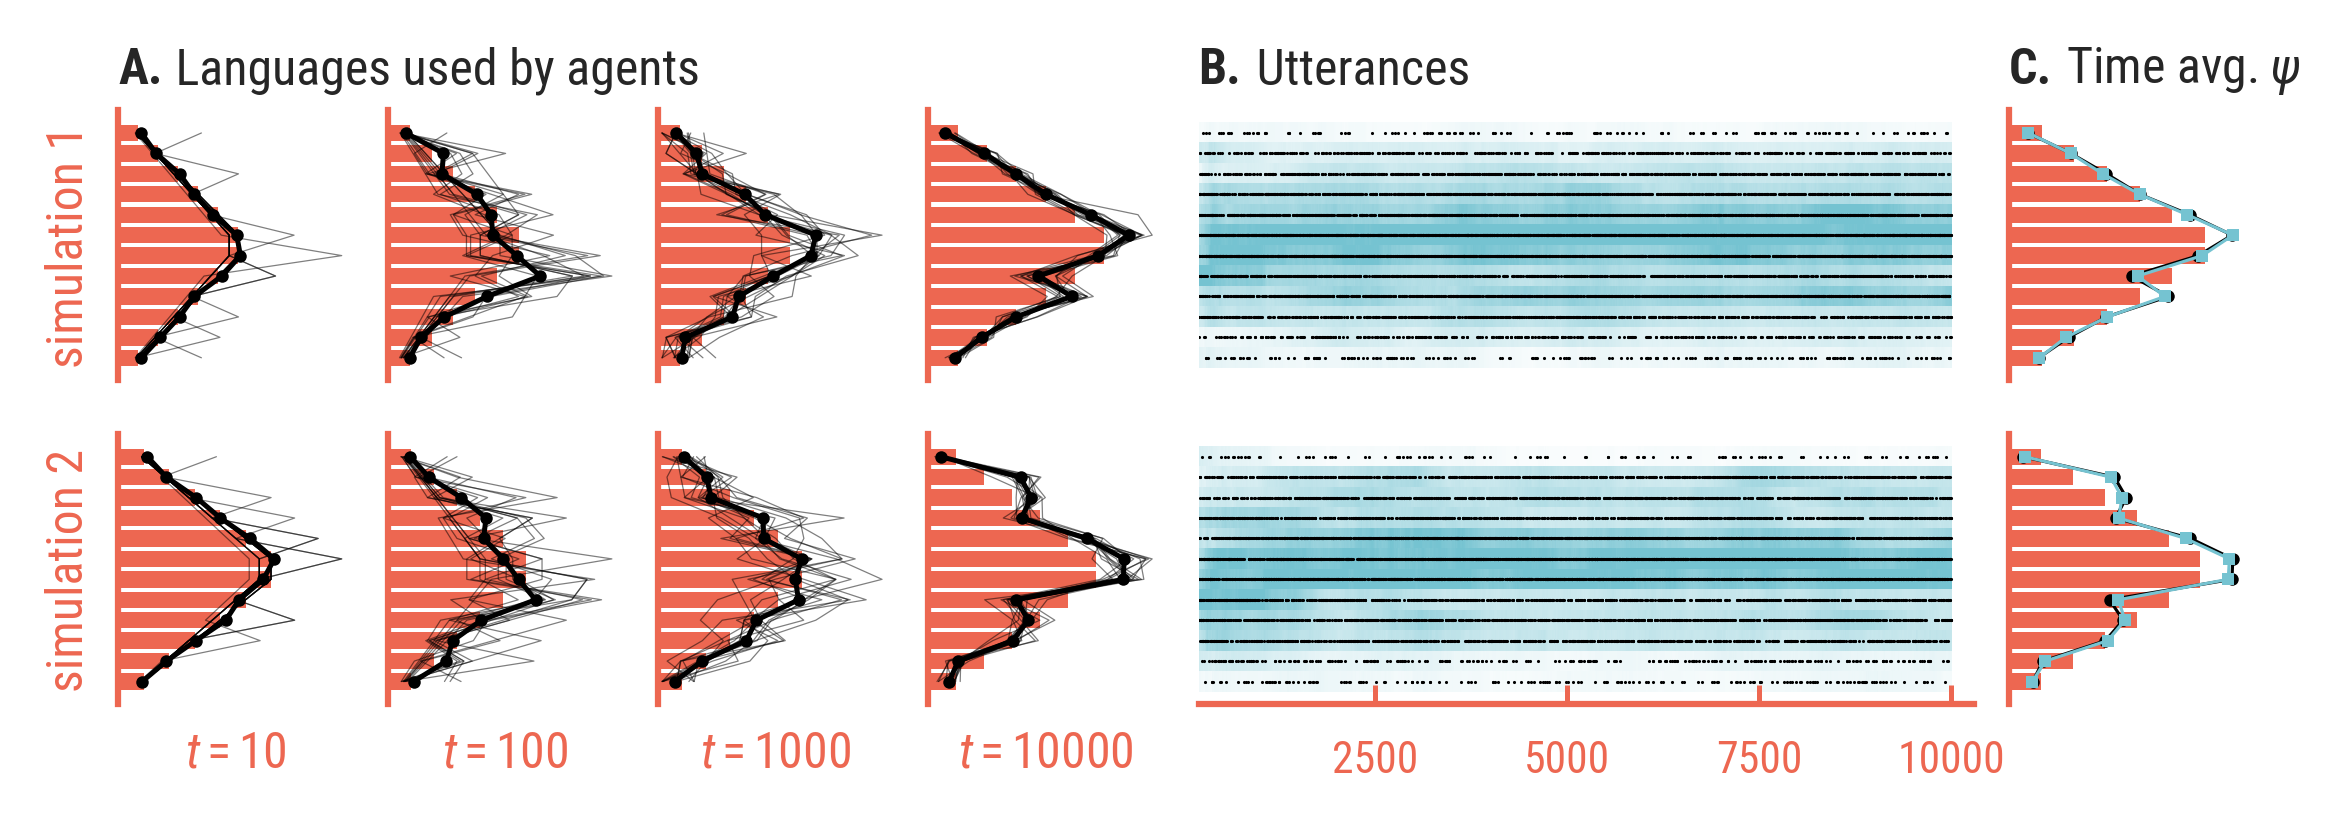 A. Languages used by agents
B. Utterances
C. Time avg. ψ
simulation 1
simulation 2
t = 10
t = 100
t = 1000
t = 10000
2500
5000
7500
10000